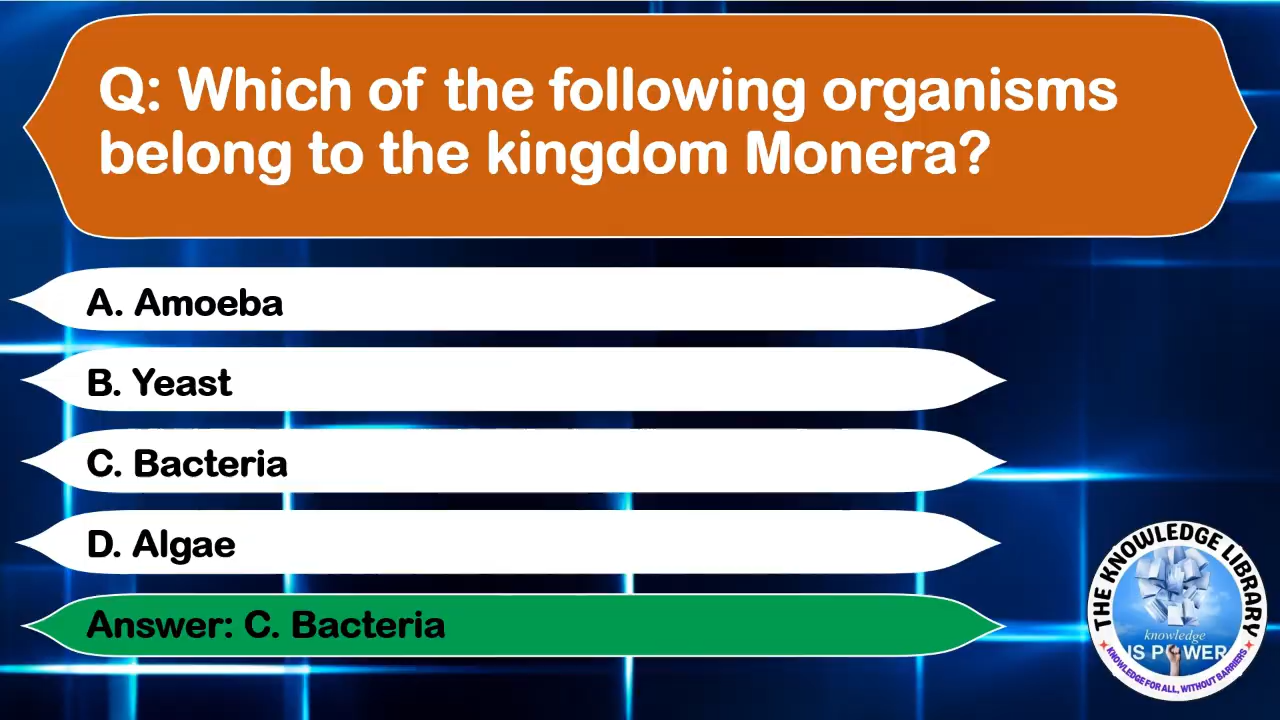 Q: Which of the following organisms
belong to the kingdom Monera?
A. Amoeba
B. Yeast
C. Bacteria
D. Algae
Answer: C. Bacteria
THE KNOWLEDGE LIBRARY
knowledge
IS POWER
KNOWLEDGE FOR ALL, WITHOUT BARRIERS